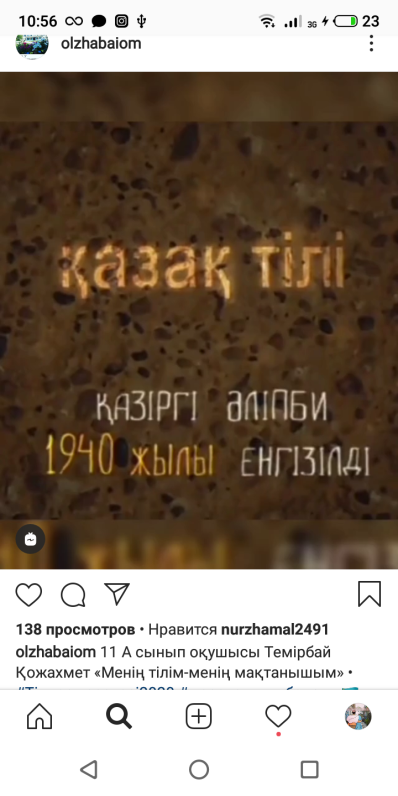 10:56
3G
23
olzhabaiom
қазақ тілі
ҚАЗІРГІ ӘЛІПБИ
1940 ЖЫЛЫ ЕНГІЗІЛДІ
138 просмотров • Нравится nurzhamal2491
olzhabaiom 11 А сынып оқушысы Темірбай
Қожахмет «Менің тілім-менің мақтанышым» •